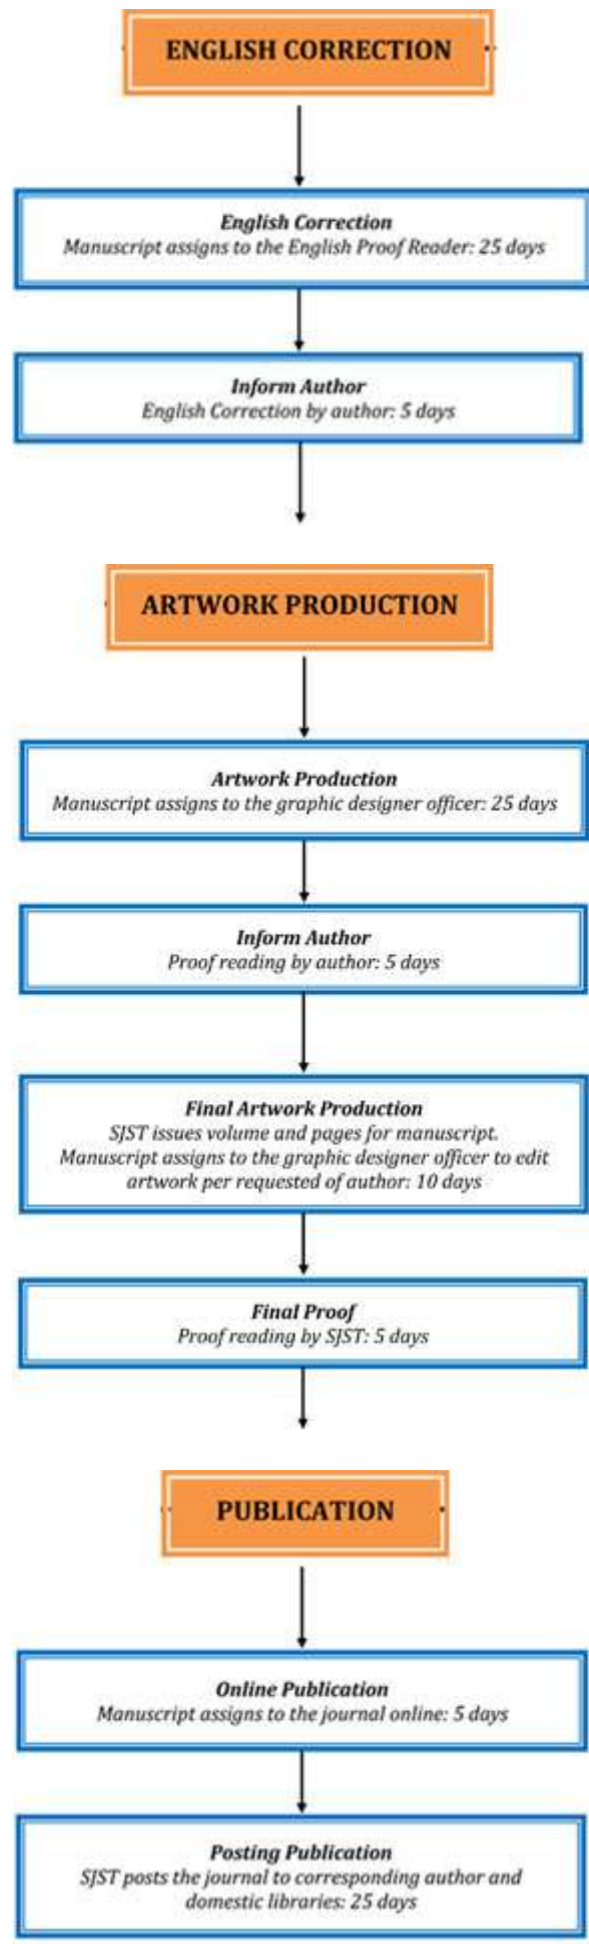 ENGLISH CORRECTION
English Correction
Manuscript assigns to the English Proof Reader: 25 days
Inform Author
English Correction by author: 5 days
ARTWORK PRODUCTION
Artwork Production
Manuscript assigns to the graphic designer officer: 25 days
Inform Author
Proof reading by author: 5 days
Final Artwork Production
SJST issues volume and pages for manuscript.
Manuscript assigns to the graphic designer officer to edit
artwork per requested of author: 10 days
Final Proof
Proof reading by SJST: 5 days
PUBLICATION
Online Publication
Manuscript assigns to the journal online: 5 days
Posting Publication
SJST posts the journal to corresponding author and
domestic libraries: 25 days